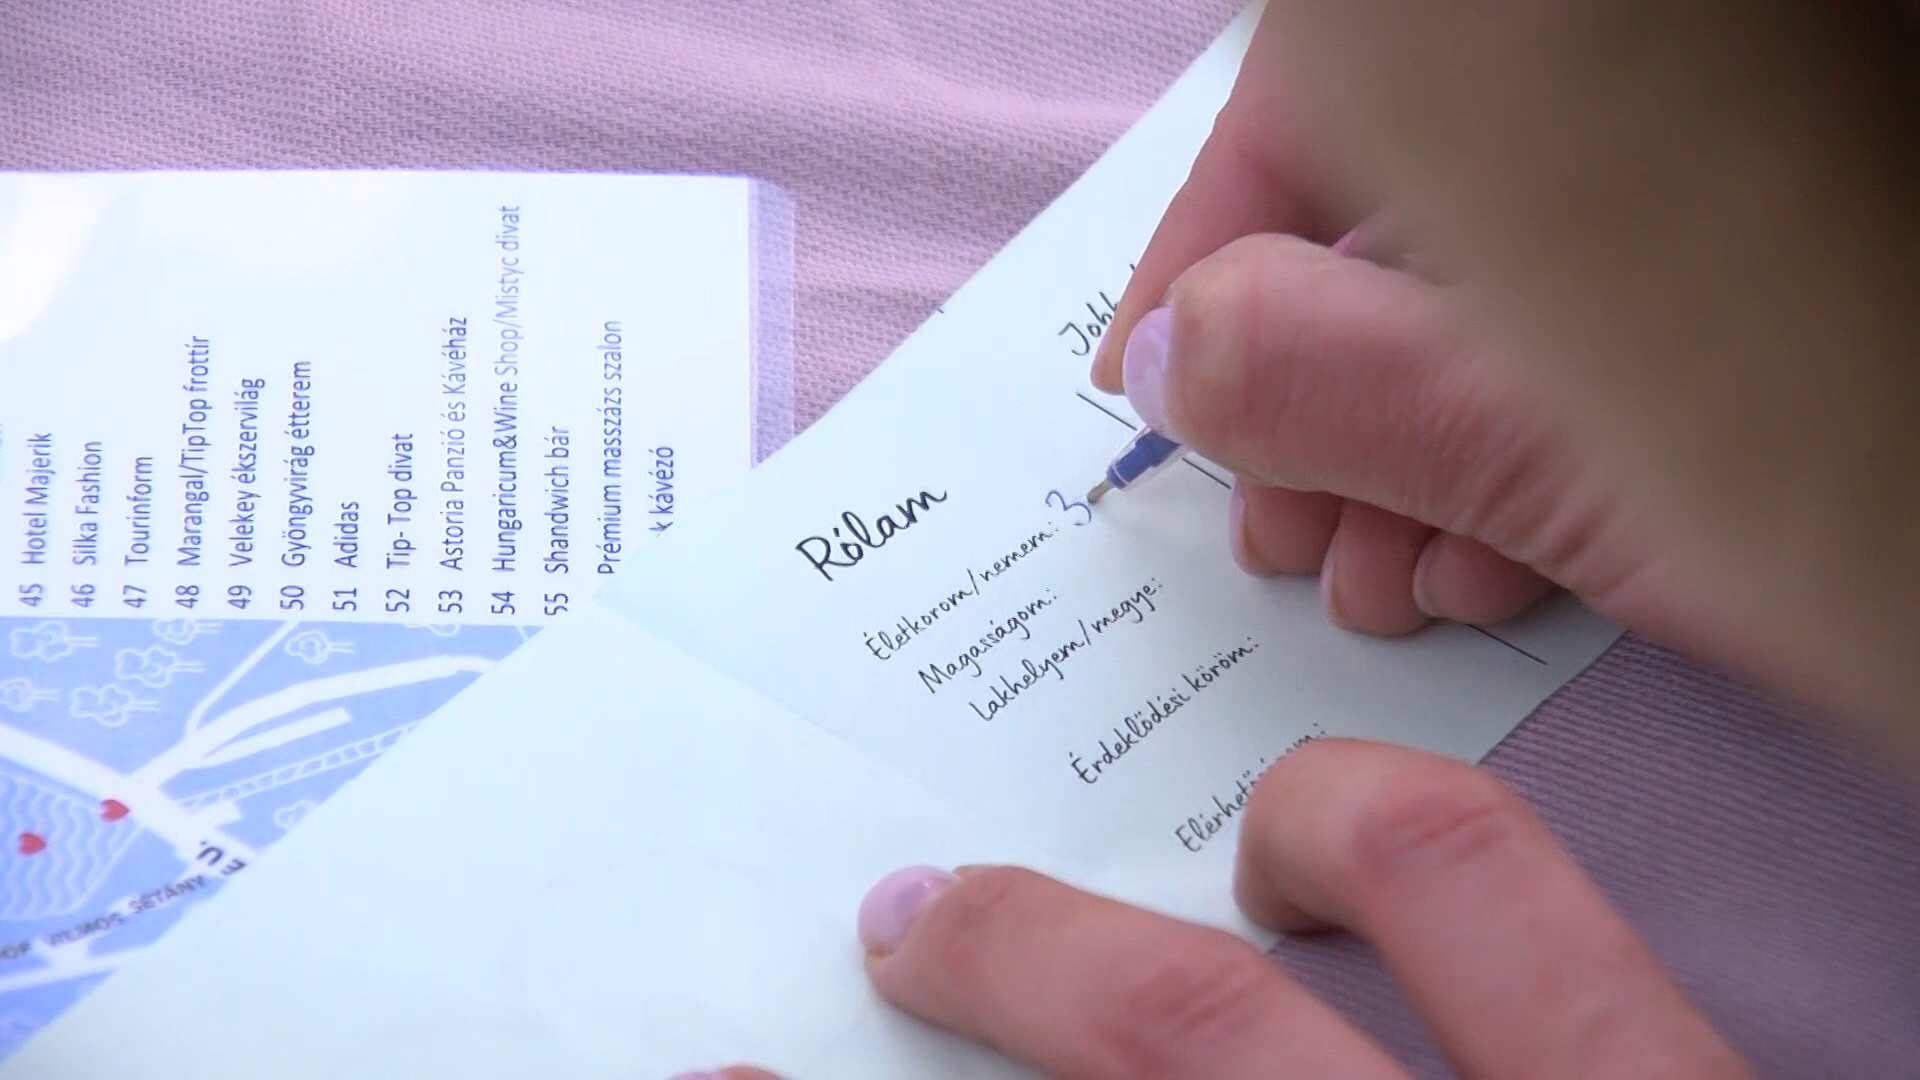 45 Hotel Majerik
46 Silka Fashion
47 Tourinform
48 Marangal/TipTop frottír
49 Velekey ékszervilág
50 Gyöngyvirág étterem
51 Adidas
52 Tip- Top divat
53 Astoria Panzió és Kávéház
54 Hungaricum&Wine Shop/Mistyc divat
55 Shandwich bár
Prémium masszázs szalon
kávézó
VILMOS SÉTÁNY
Rólam
Életkorom/nemem: 3
Magasságom:
Lakhelyem/megye:
Érdeklődési köröm: